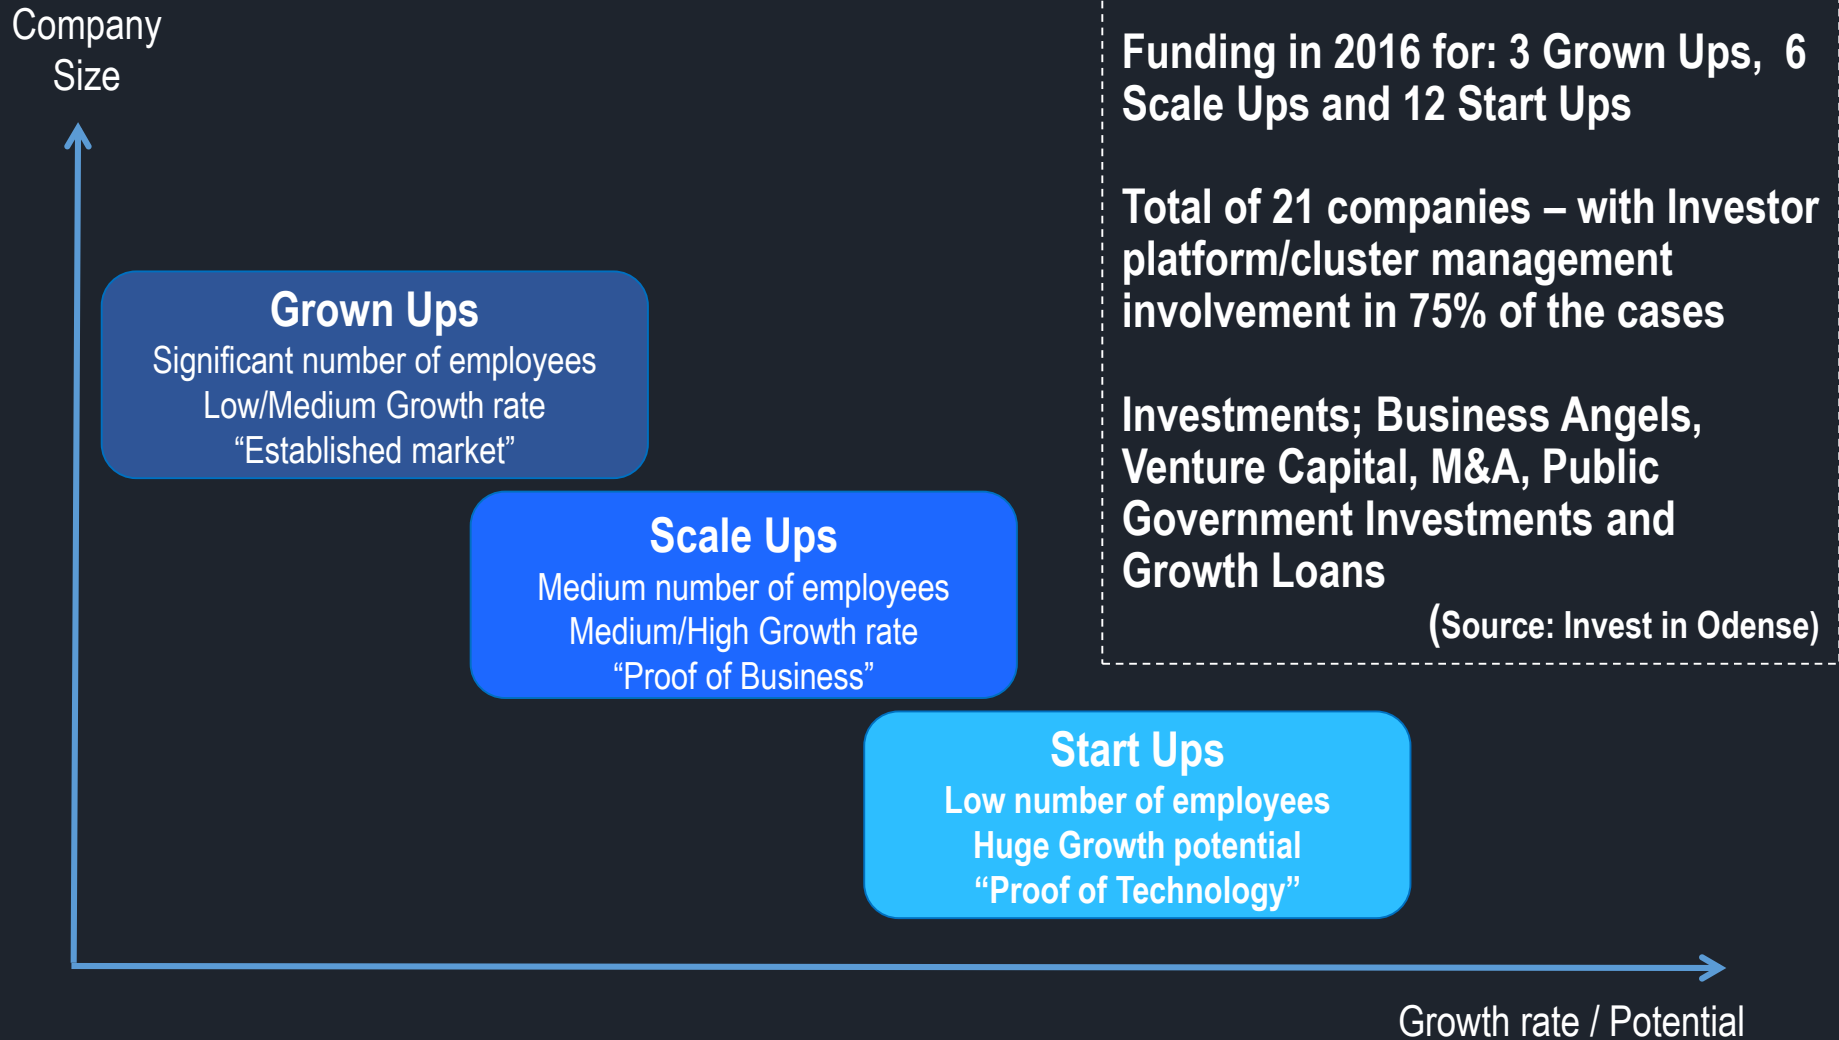 Company
Size
Funding in 2016 for: 3 Grown Ups,  6
Scale Ups and 12 Start Ups
Total of 21 companies – with Investor
platform/cluster management
involvement in 75% of the cases
Investments; Business Angels,
Venture Capital, M&A, Public
Government Investments and
Growth Loans
(Source: Invest in Odense)
Grown Ups
Significant number of employees
Low/Medium Growth rate
“Established market”
Scale Ups
Medium number of employees
Medium/High Growth rate
“Proof of Business”
Start Ups
Low number of employees
Huge Growth potential
“Proof of Technology”
Growth rate / Potential